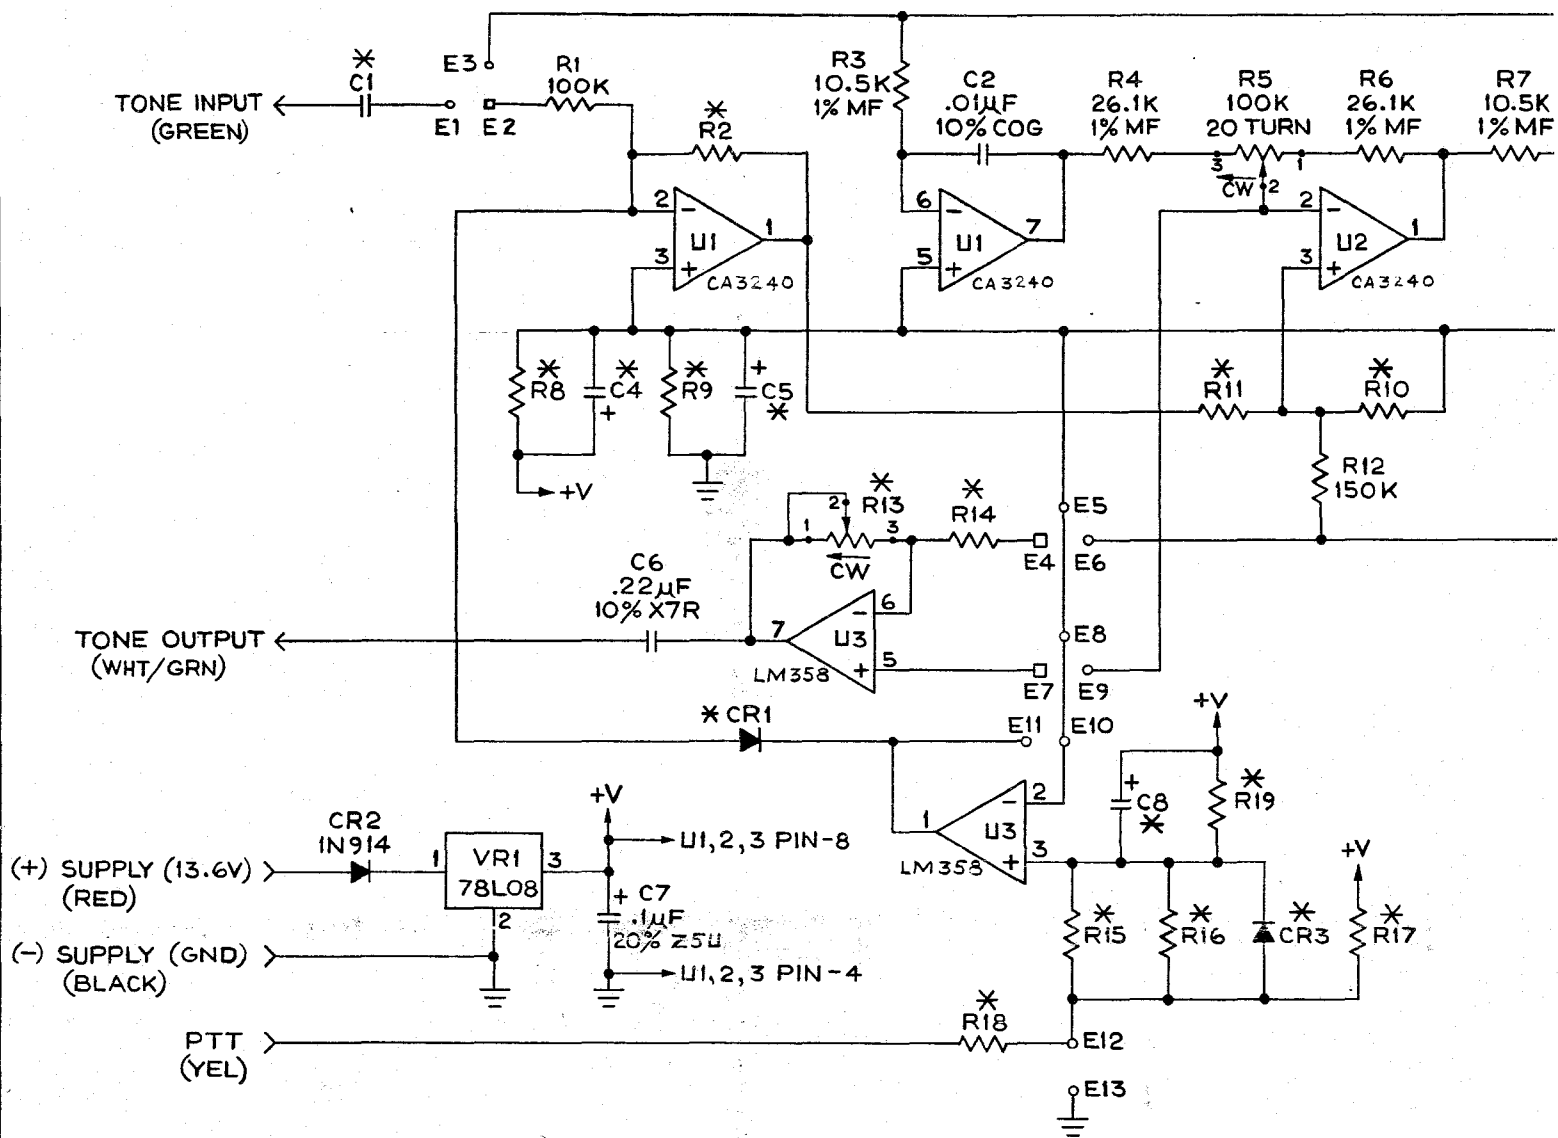 TONE INPUT
(GREEN)
*
C1
E3
E1
E2
R1
100K
*
R2
R3
10.5K
1% MF
C2
.01µF
10% COG
R4
26.1K
1% MF
R5
100K
20 TURN
3
1
CW
2
R6
26.1K
1% MF
R7
10.5K
1% MF
2
−
U1
1
3
+
CA3240
6
−
U1
7
5
+
CA3240
2
−
U2
1
3
+
CA3240
*
R8
*
C4
+
*
R9
+
C5
*
+V
*
R11
*
R10
R12
150K
2
*
R13
1
3
CW
*
R14
E5
E4
E6
C6
.22µF
10% X7R
TONE OUTPUT
(WHT/GRN)
7
−
6
U3
+
5
LM358
E8
E7
E9
* CR1
E11
E10
+V
+
C8
*
*
R19
1
−
2
U3
+
3
LM358
+V
CR2
1N914
(+) SUPPLY (13.6V)
(RED)
1
VR1
78L08
3
2
U1,2,3 PIN-8
+ C7
.1µF
20% Z5U
U1,2,3 PIN-4
(−) SUPPLY (GND)
(BLACK)
*
R15
*
R16
*
CR3
+V
*
R17
PTT
(YEL)
*
R18
E12
E13